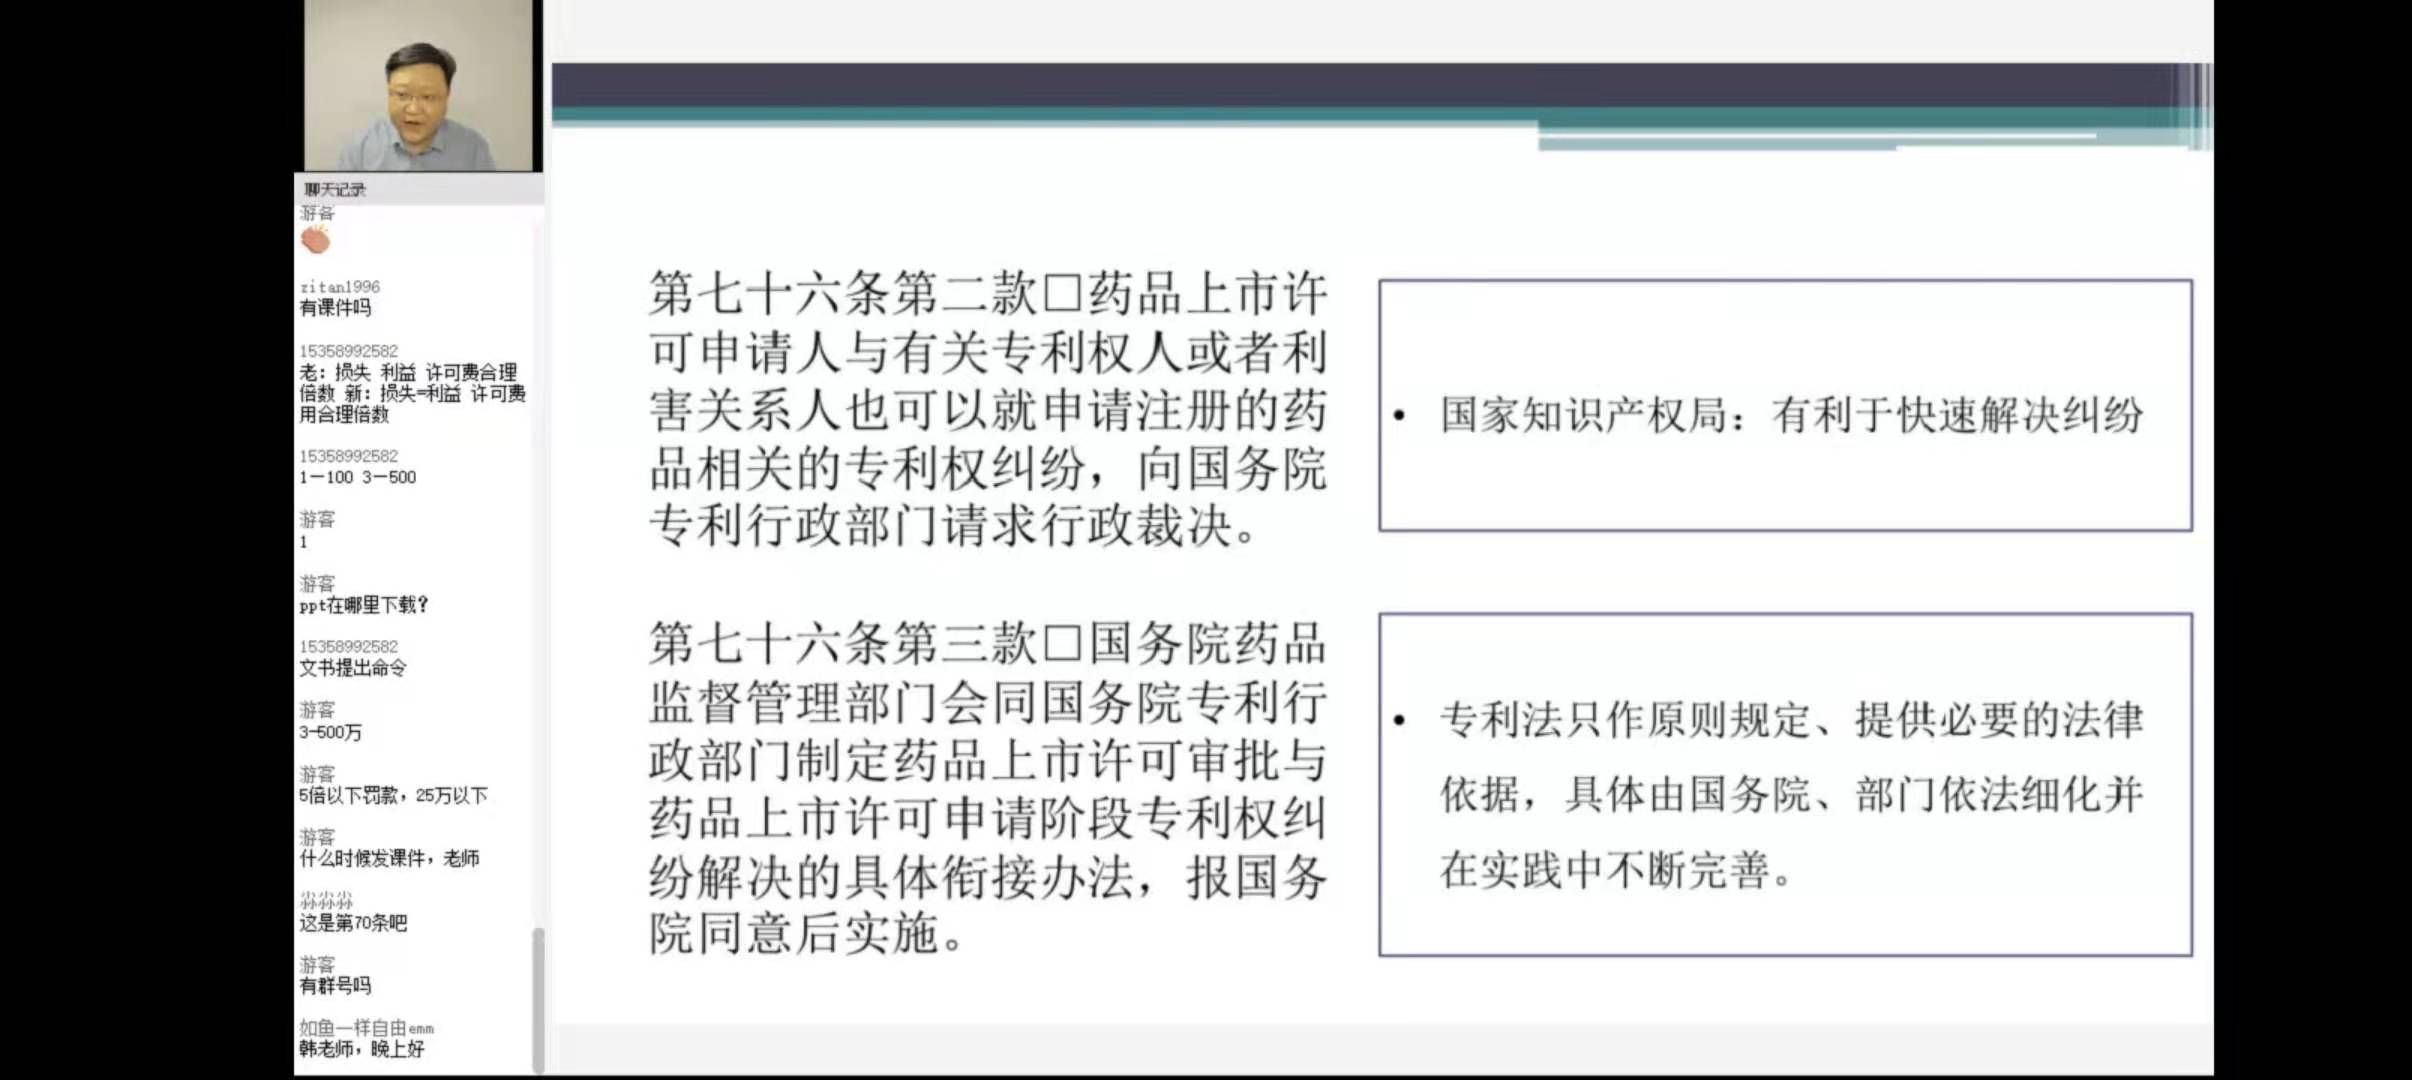 聊天记录
游客
zitan1996
有课件吗
15358992582
老：损失 利益 许可费合理
倍数 新：损失=利益 许可费
用合理倍数
15358992582
1—100 3—500
游客
1
游客
ppt在哪里下载？
15358992582
文书提出命令
游客
3-500万
游客
5倍以下罚款，25万以下
游客
什么时候发课件，老师
这是第70条吧
游客
有群号吗
如鱼一样自由emm
韩老师，晚上好
第七十六条第二款□药品上市许
可申请人与有关专利权人或者利
害关系人也可以就申请注册的药
品相关的专利权纠纷，向国务院
专利行政部门请求行政裁决。
• 国家知识产权局：有利于快速解决纠纷
第七十六条第三款□国务院药品
监督管理部门会同国务院专利行
政部门制定药品上市许可审批与
药品上市许可申请阶段专利权纠
纷解决的具体衔接办法，报国务
院同意后实施。
• 专利法只作原则规定、提供必要的法律
依据，具体由国务院、部门依法细化并
在实践中不断完善。